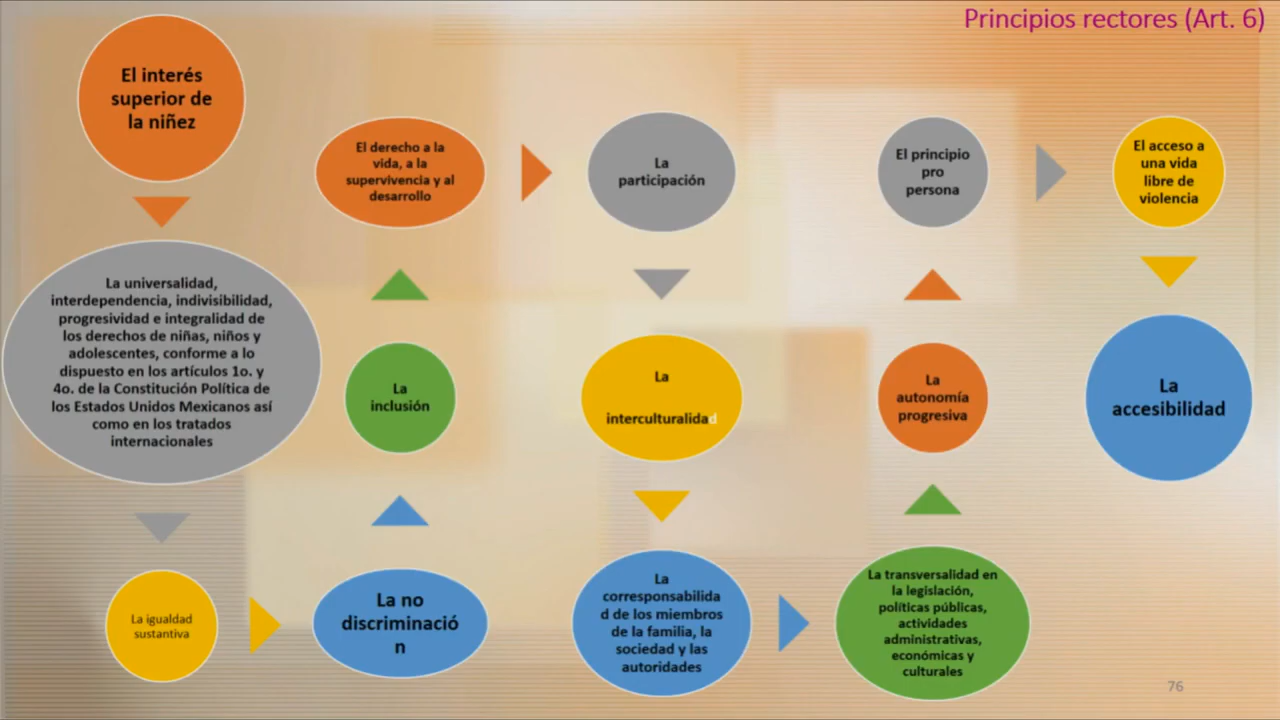 Principios rectores (Art. 6)
El interés
superior de
la niñez
La universalidad,
interdependencia, indivisibilidad,
progresividad e integralidad de
los derechos de niñas, niños y
adolescentes, conforme a lo
dispuesto en los artículos 1o. y
4o. de la Constitución Política de
los Estados Unidos Mexicanos así
como en los tratados
internacionales
La igualdad
sustantiva
La no
discriminació
n
La
inclusión
El derecho a la
vida, a la
supervivencia y al
desarrollo
La
participación
La
interculturalidad
La
corresponsabilida
d de los miembros
de la familia, la
sociedad y las
autoridades
La transversalidad en
la legislación,
políticas públicas,
actividades
administrativas,
económicas y
culturales
La
autonomía
progresiva
El principio
pro
persona
El acceso a
una vida
libre de
violencia
La
accesibilidad
76